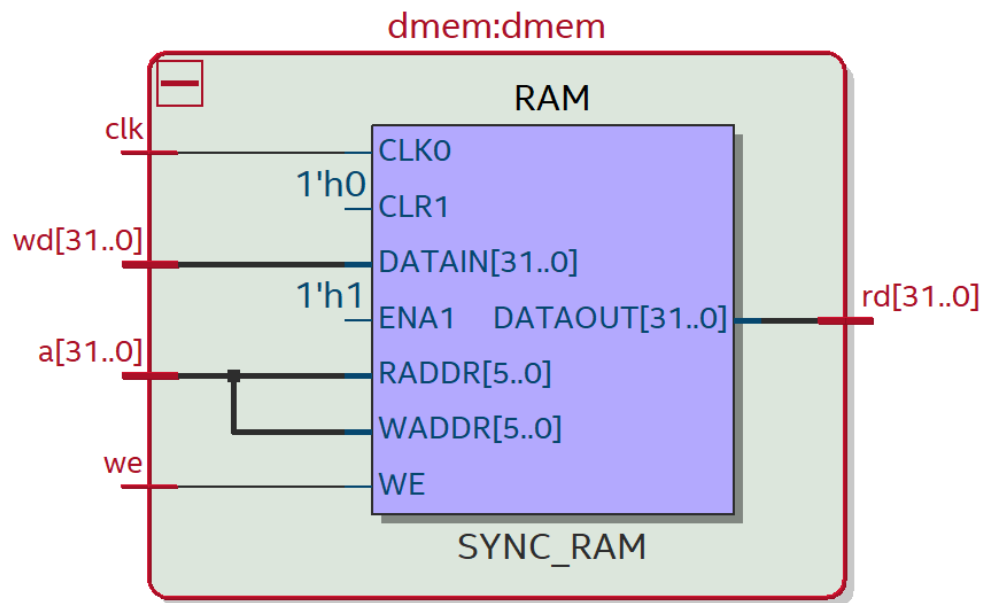 dmem:dmem
RAM
clk
CLK0
1'h0
CLR1
wd[31..0]
DATAIN[31..0]
1'h1
ENA1 DATAOUT[31..0]
rd[31..0]
a[31..0]
RADDR[5..0]
WADDR[5..0]
we
WE
SYNC_RAM